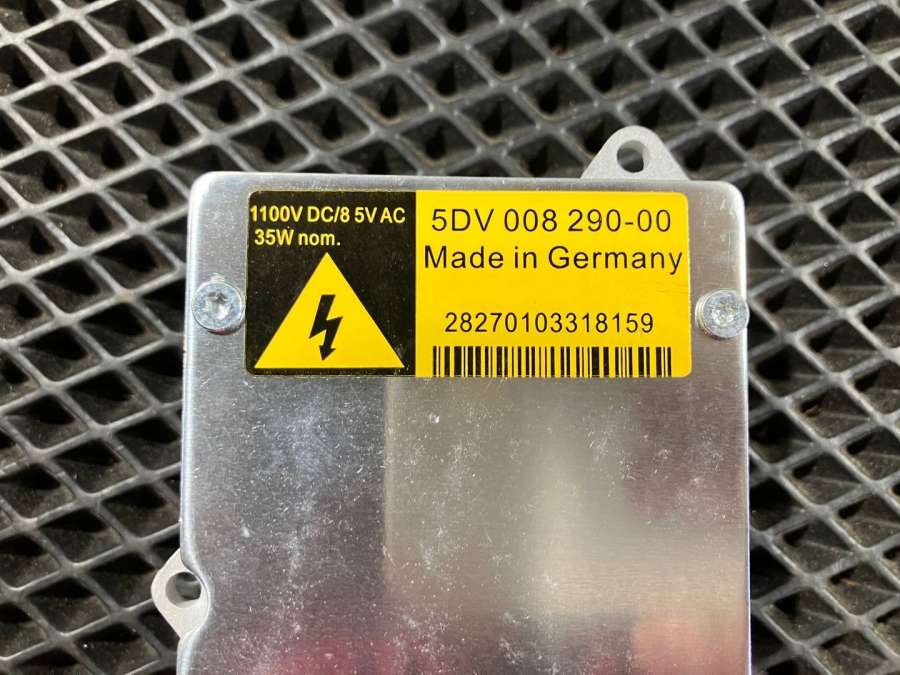 1100V DC/8 5V AC
35W nom.
5DV 008 290-00
Made in Germany
28270103318159